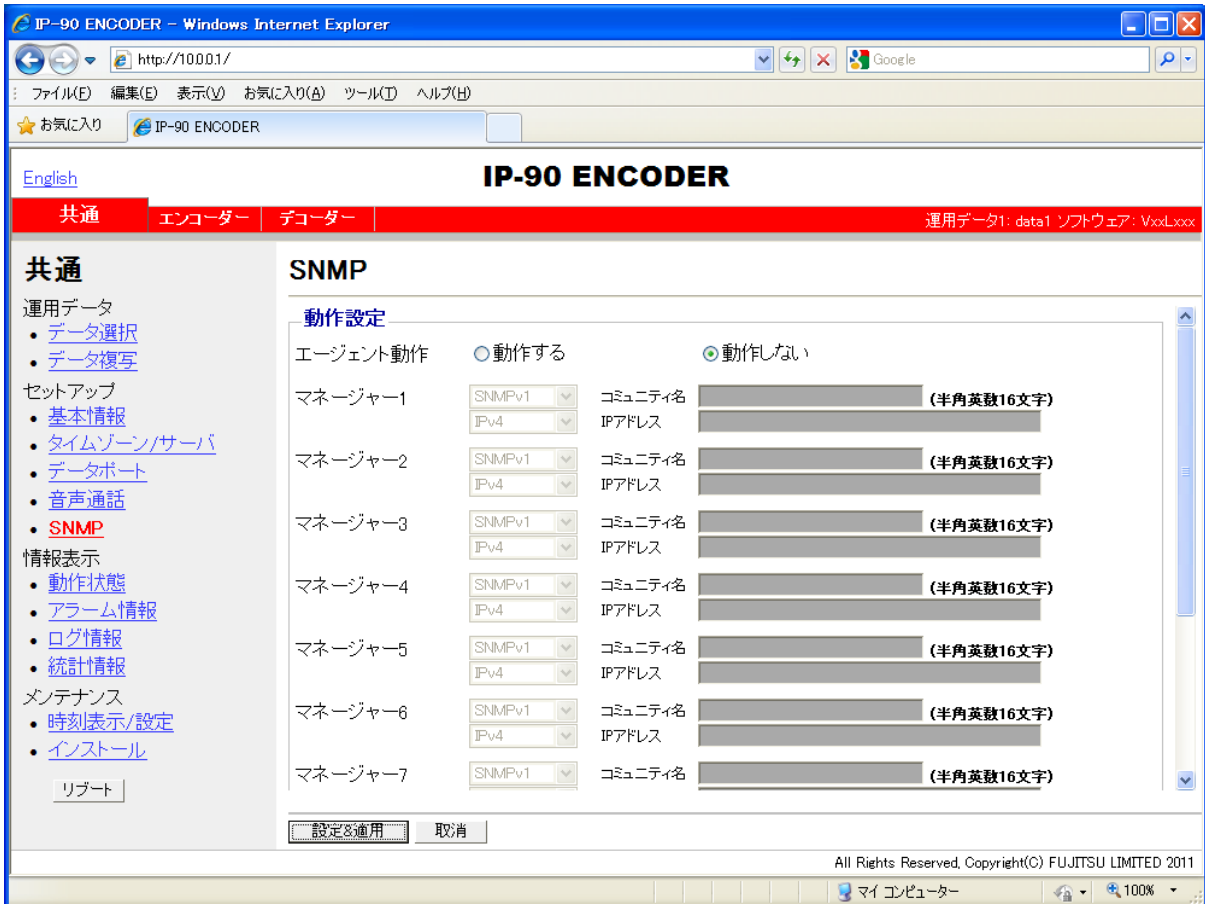 IP-90 ENCODER - Windows Internet Explorer
http://10.0.0.1/
Google
ファイル(F) 編集(E) 表示(V) お気に入り(A) ツール(T) ヘルプ(H)
お気に入り IP-90 ENCODER
English
IP-90 ENCODER
共通 エンコーダー デコーダー 運用データ1: data1 ソフトウェア: VxxLxxx
共通
運用データ
データ選択
データ複写
セットアップ
基本情報
タイムゾーン/サーバ
データポート
音声通話
SNMP
情報表示
動作状態
アラーム情報
ログ情報
統計情報
メンテナンス
時刻表示/設定
インストール
リブート
SNMP
動作設定
エージェント動作 動作する 動作しない
マネージャー1 SNMPv1 コミュニティ名 (半角英数16文字)
IPv4 IPアドレス
マネージャー2 SNMPv1 コミュニティ名 (半角英数16文字)
IPv4 IPアドレス
マネージャー3 SNMPv1 コミュニティ名 (半角英数16文字)
IPv4 IPアドレス
マネージャー4 SNMPv1 コミュニティ名 (半角英数16文字)
IPv4 IPアドレス
マネージャー5 SNMPv1 コミュニティ名 (半角英数16文字)
IPv4 IPアドレス
マネージャー6 SNMPv1 コミュニティ名 (半角英数16文字)
IPv4 IPアドレス
マネージャー7 SNMPv1 コミュニティ名 (半角英数16文字)
設定&適用 取消
All Rights Reserved, Copyright(C) FUJITSU LIMITED 2011
マイ コンピューター 100%